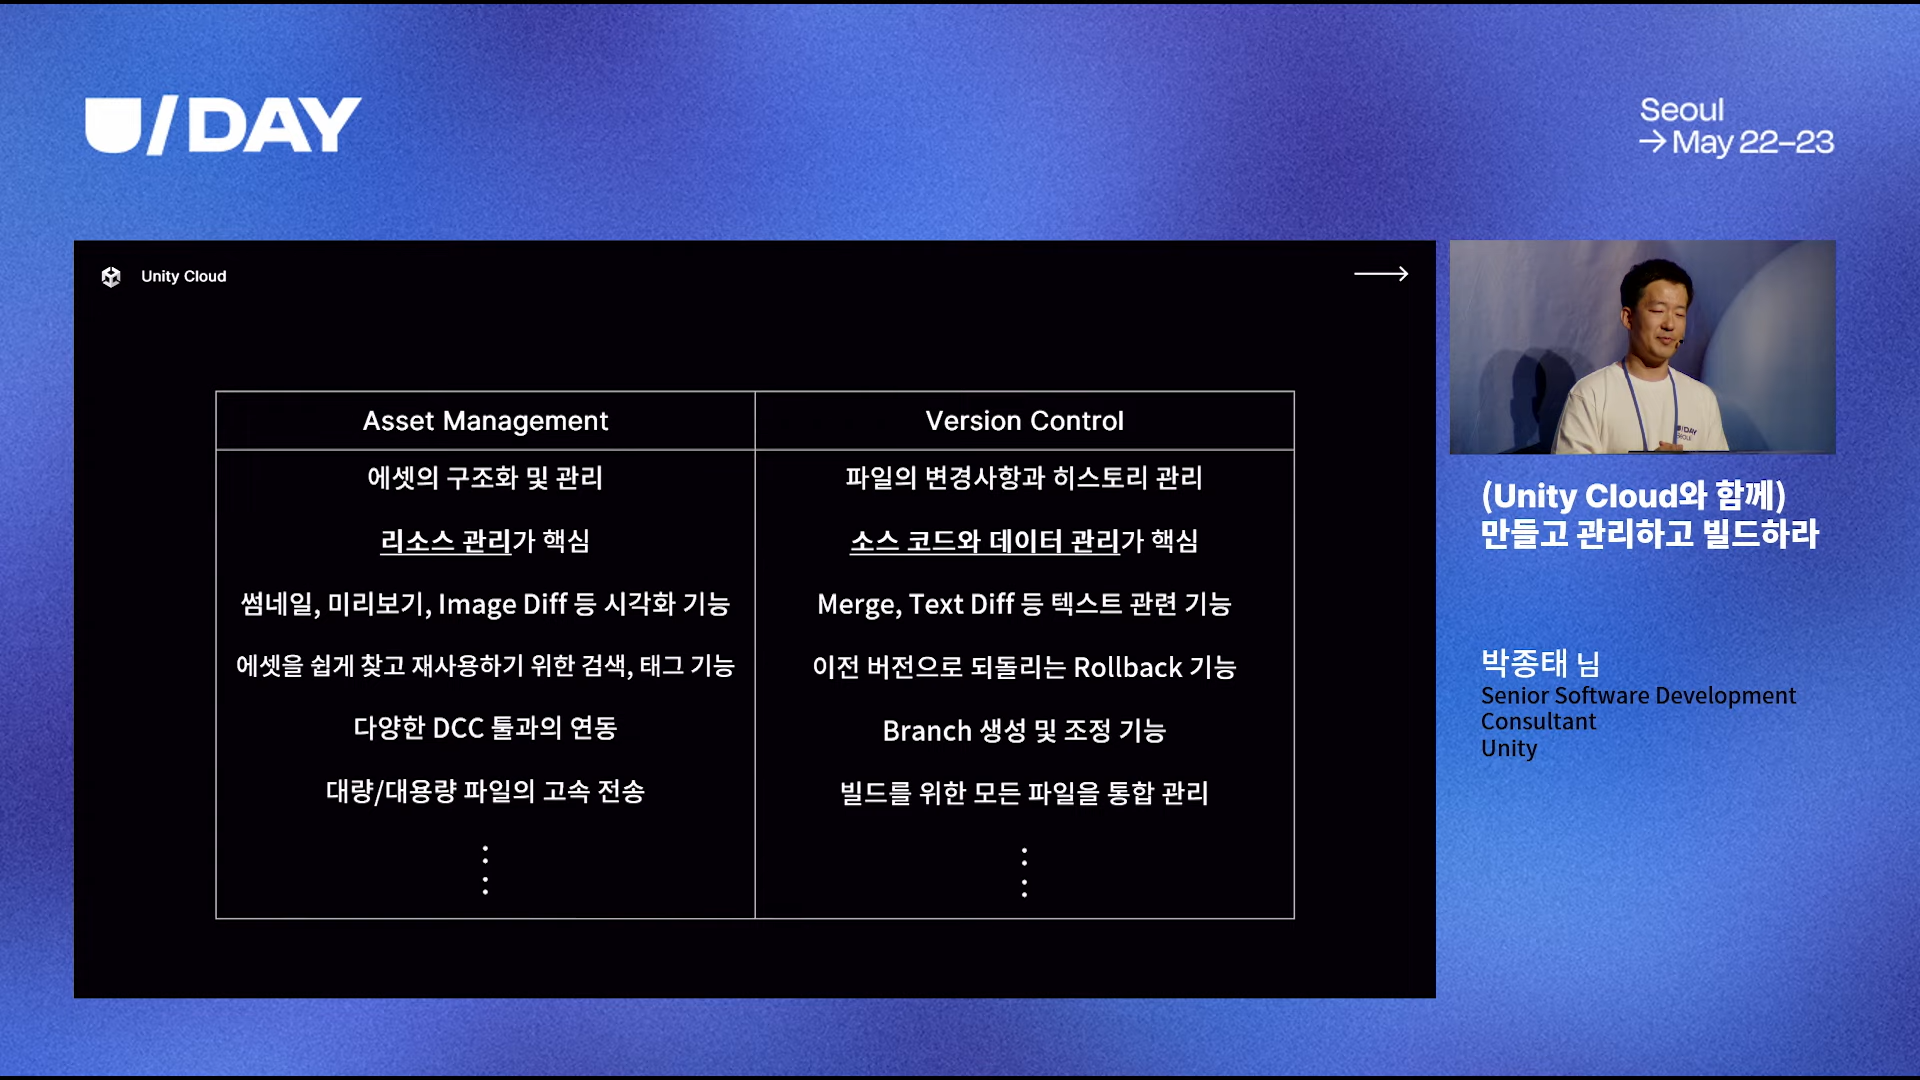 U/DAY
Seoul
→ May 22–23
Unity Cloud
Asset Management
Version Control
에셋의 구조화 및 관리
파일의 변경사항과 히스토리 관리
리소스 관리가 핵심
소스 코드와 데이터 관리가 핵심
썸네일, 미리보기, Image Diff 등 시각화 기능
Merge, Text Diff 등 텍스트 관련 기능
에셋을 쉽게 찾고 재사용하기 위한 검색, 태그 기능
이전 버전으로 되돌리는 Rollback 기능
다양한 DCC 툴과의 연동
Branch 생성 및 조정 기능
대량/대용량 파일의 고속 전송
빌드를 위한 모든 파일을 통합 관리
U/DAY
SEOUL
(Unity Cloud와 함께)
만들고 관리하고 빌드하라
박종태 님
Senior Software Development
Consultant
Unity